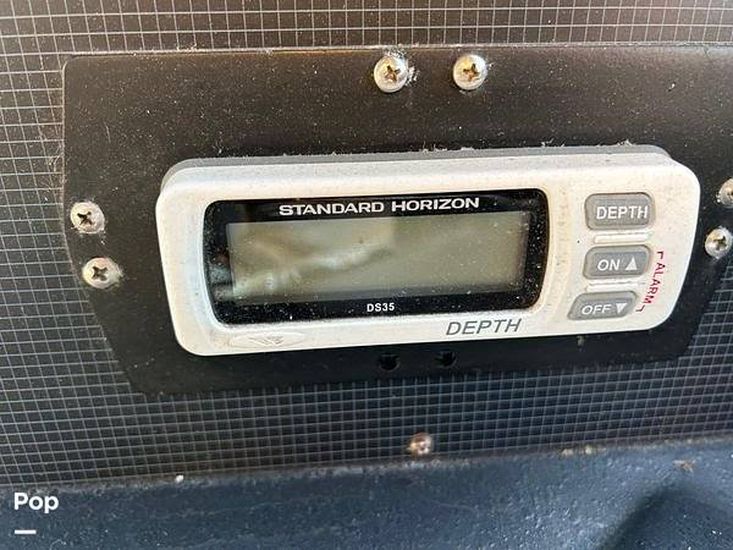 STANDARD HORIZON
DEPTH
ON ▲
OFF ▼
ALARM
DS35
DEPTH
Pop